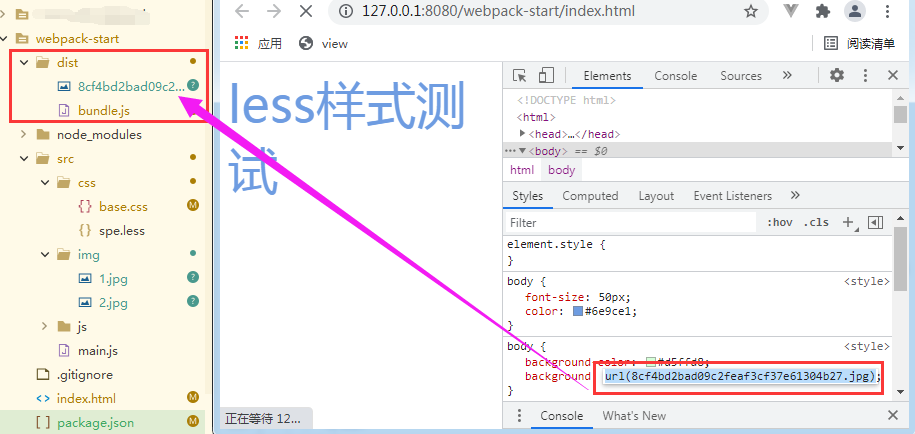 webpack-start
dist
8cf4bd2bad09c2...
bundle.js
node_modules
src
css
base.css
M
spe.less
img
1.jpg
2.jpg
js
main.js
M
.gitignore
index.html
M
package.json
127.0.0.1:8080/webpack-start/index.html
应用
view
阅读清单
less样式测
试
正在等待 12...
Elements
Console
Sources
»
<!DOCTYPE html>
<html>
<head>…</head>
<body> == $0
html
body
Styles
Computed
Layout
Event Listeners
»
Filter
:hov
.cls
element.style {
}
body {
<style>
font-size: 50px;
color: #6e9ce1;
}
body {
<style>
background-color: #d5ffd8;
background
url(8cf4bd2bad09c2feaf3cf37e61304b27.jpg);
}
Console
What's New